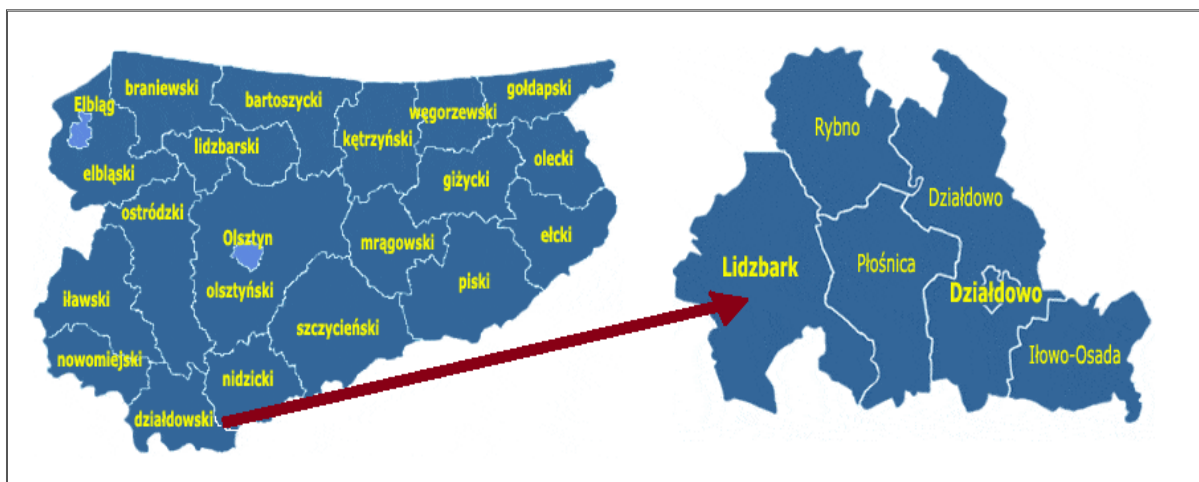 braniewski
bartoszycki
gołdapski
Elbląg
węgorzewski
kętrzyński
lidzbarski
olecki
elbląski
giżycki
ostródzki
Olsztyn
mrągowski
ełcki
piski
olsztyński
iławski
szczycieński
nowomiejski
nidzicki
działdowski
Rybno
Działdowo
Lidzbark
Płośnica
Działdowo
Iłowo-Osada